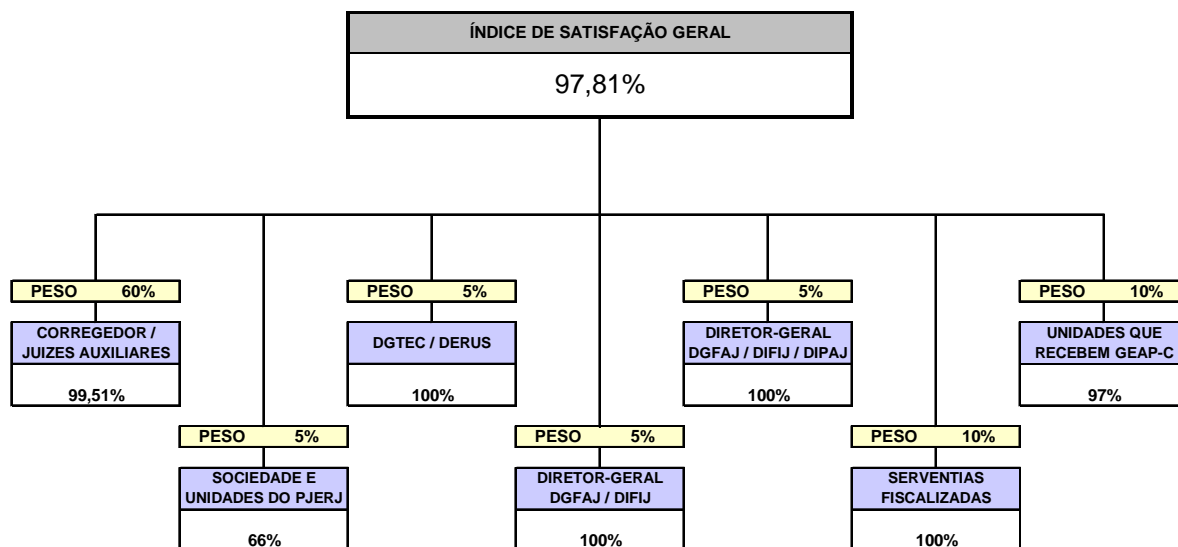 ÍNDICE DE SATISFAÇÃO GERAL
97,81%
PESO 60%
CORREGEDOR /
JUIZES AUXILIARES
99,51%
PESO 5%
DGTEC / DERUS
100%
PESO 5%
DIRETOR-GERAL
DGFAJ / DIFIJ / DIPAJ
100%
PESO 10%
UNIDADES QUE
RECEBEM GEAP-C
97%
PESO 5%
SOCIEDADE E
UNIDADES DO PJERJ
66%
PESO 5%
DIRETOR-GERAL
DGFAJ / DIFIJ
100%
PESO 10%
SERVENTIAS
FISCALIZADAS
100%